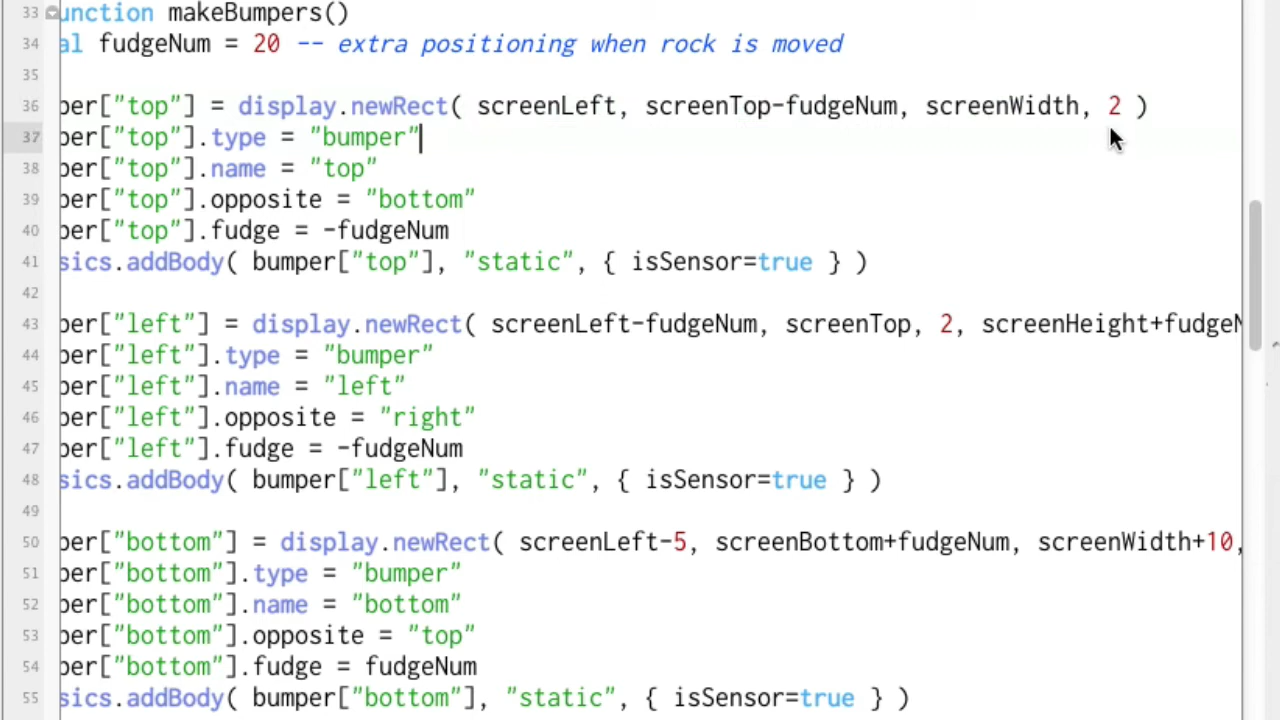 33 unction makeBumpers()
34 al fudgeNum = 20 -- extra positioning when rock is moved
35
36 per["top"] = display.newRect( screenLeft, screenTop-fudgeNum, screenWidth, 2 )
37 per["top"].type = "bumper"
38 per["top"].name = "top"
39 per["top"].opposite = "bottom"
40 per["top"].fudge = -fudgeNum
41 sics.addBody( bumper["top"], "static", { isSensor=true } )
42
43 per["left"] = display.newRect( screenLeft-fudgeNum, screenTop, 2, screenHeight+fudgeN
44 per["left"].type = "bumper"
45 per["left"].name = "left"
46 per["left"].opposite = "right"
47 per["left"].fudge = -fudgeNum
48 sics.addBody( bumper["left"], "static", { isSensor=true } )
49
50 per["bottom"] = display.newRect( screenLeft-5, screenBottom+fudgeNum, screenWidth+10,
51 per["bottom"].type = "bumper"
52 per["bottom"].name = "bottom"
53 per["bottom"].opposite = "top"
54 per["bottom"].fudge = fudgeNum
55 sics.addBody( bumper["bottom"], "static", { isSensor=true } )